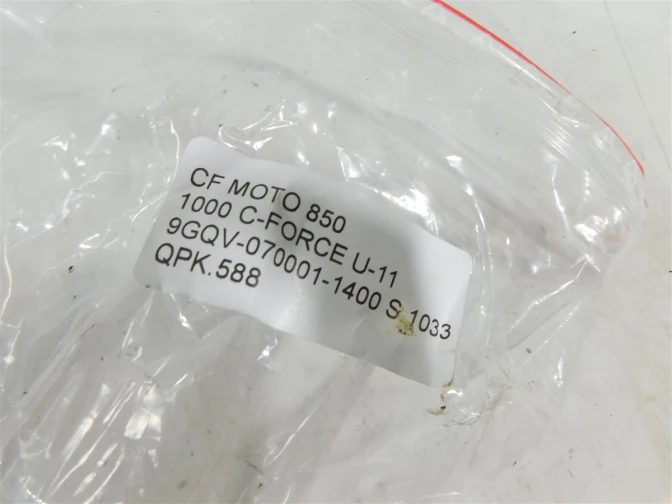 CF MOTO 850
1000 C-FORCE U-11
9GQV-070001-1400 S 1033
QPK.588